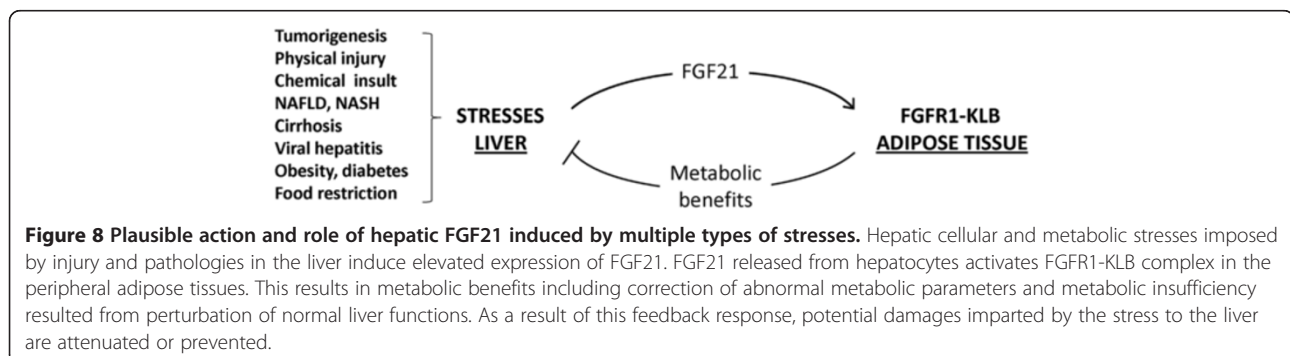 Tumorigenesis
Physical injury
Chemical insult
NAFLD, NASH
Cirrhosis
Viral hepatitis
Obesity, diabetes
Food restriction
STRESSES
LIVER
FGF21
FGFR1-KLB
ADIPOSE TISSUE
Metabolic
benefits
Figure 8 Plausible action and role of hepatic FGF21 induced by multiple types of stresses. Hepatic cellular and metabolic stresses imposed
by injury and pathologies in the liver induce elevated expression of FGF21. FGF21 released from hepatocytes activates FGFR1-KLB complex in the
peripheral adipose tissues. This results in metabolic benefits including correction of abnormal metabolic parameters and metabolic insufficiency
resulted from perturbation of normal liver functions. As a result of this feedback response, potential damages imparted by the stress to the liver
are attenuated or prevented.